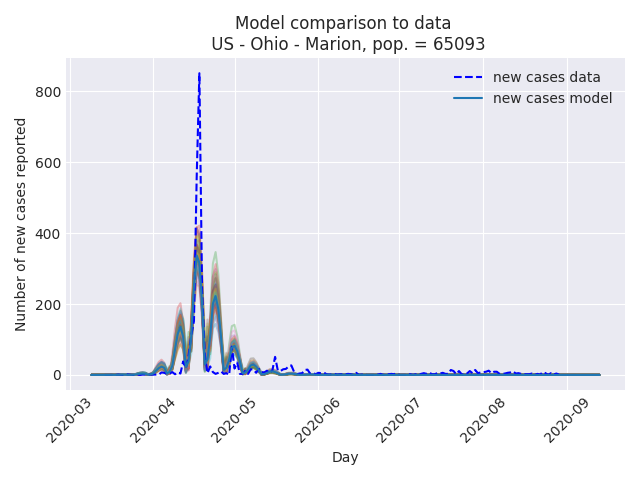 Model comparison to data
US - Ohio - Marion, pop. = 65093
new cases data
new cases model
Number of new cases reported
800
600
400
200
0
2020-03
2020-04
2020-05
2020-06
2020-07
2020-08
2020-09
Day